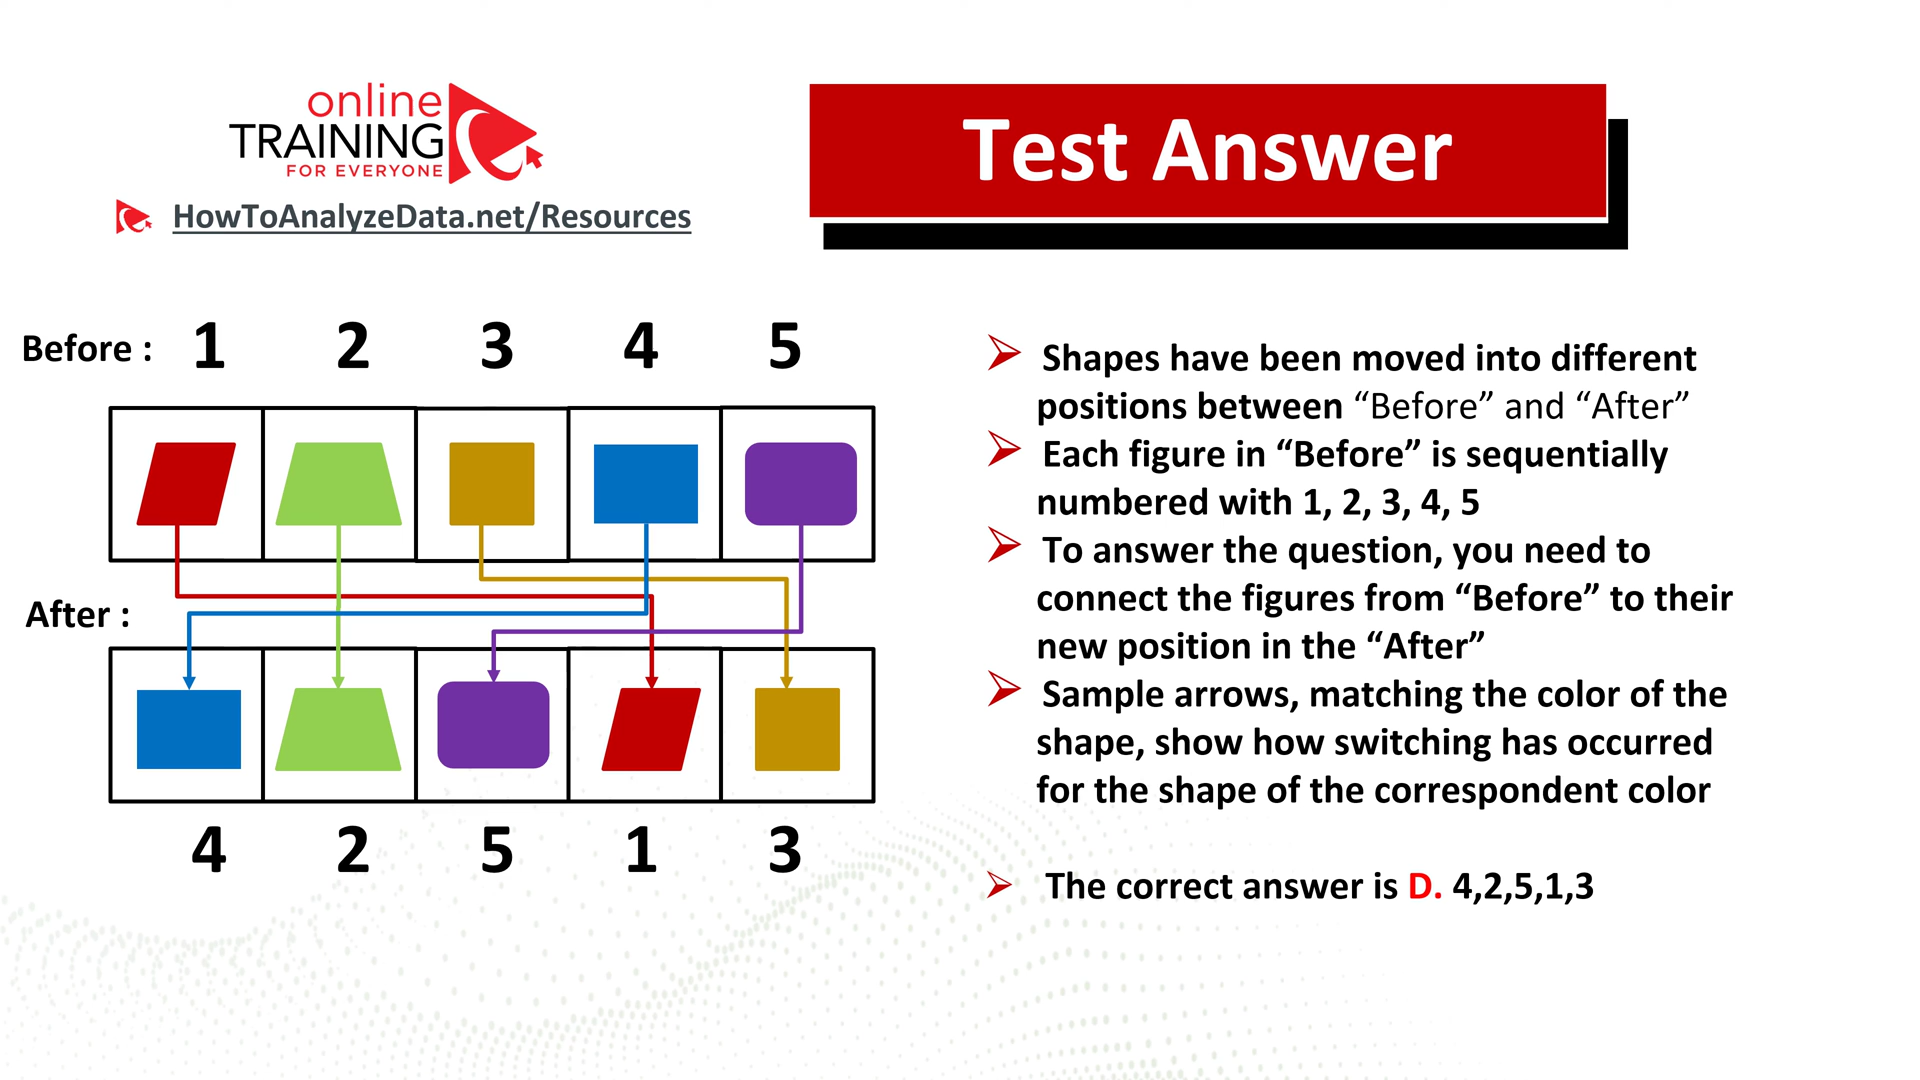 online
TRAINING
FOR EVERYONE
HowToAnalyzeData.net/Resources
Test Answer
Before : 1 2 3 4 5
After :
4 2 5 1 3
Shapes have been moved into different
positions between “Before” and “After”
Each figure in “Before” is sequentially
numbered with 1, 2, 3, 4, 5
To answer the question, you need to
connect the figures from “Before” to their
new position in the “After”
Sample arrows, matching the color of the
shape, show how switching has occurred
for the shape of the correspondent color
The correct answer is D. 4,2,5,1,3